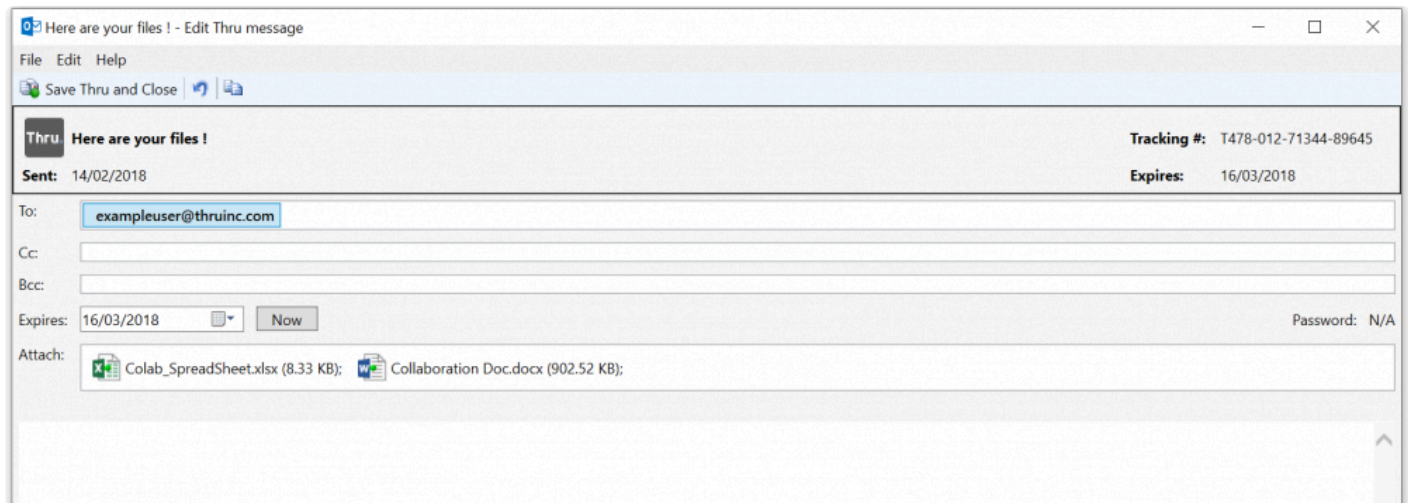 Here are your files ! - Edit Thru message
File Edit Help
Save Thru and Close
Thru Here are your files ! Tracking #: T478-012-71344-89645
Sent: 14/02/2018 Expires: 16/03/2018
To: exampleuser@thruinc.com
Cc:
Bcc:
Expires: 16/03/2018 Now Password: N/A
Attach: Colab_SpreadSheet.xlsx (8.33 KB); Collaboration Doc.docx (902.52 KB);